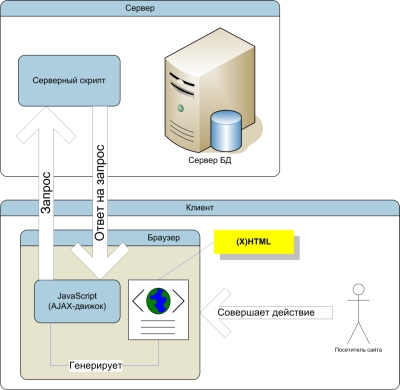 Сервер
Серверный скрипт
Сервер БД
Запрос
Ответ на запрос
Клиент
Браузер
(X)HTML
JavaScript
(AJAX-движок)
Совершает действие
Посетитель сайта
Генерирует